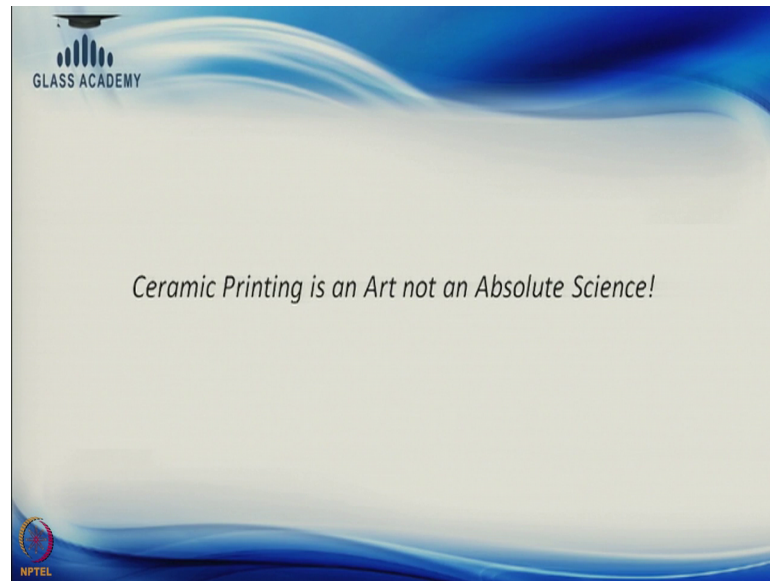 GLASS ACADEMY
Ceramic Printing is an Art not an Absolute Science!
NPTEL